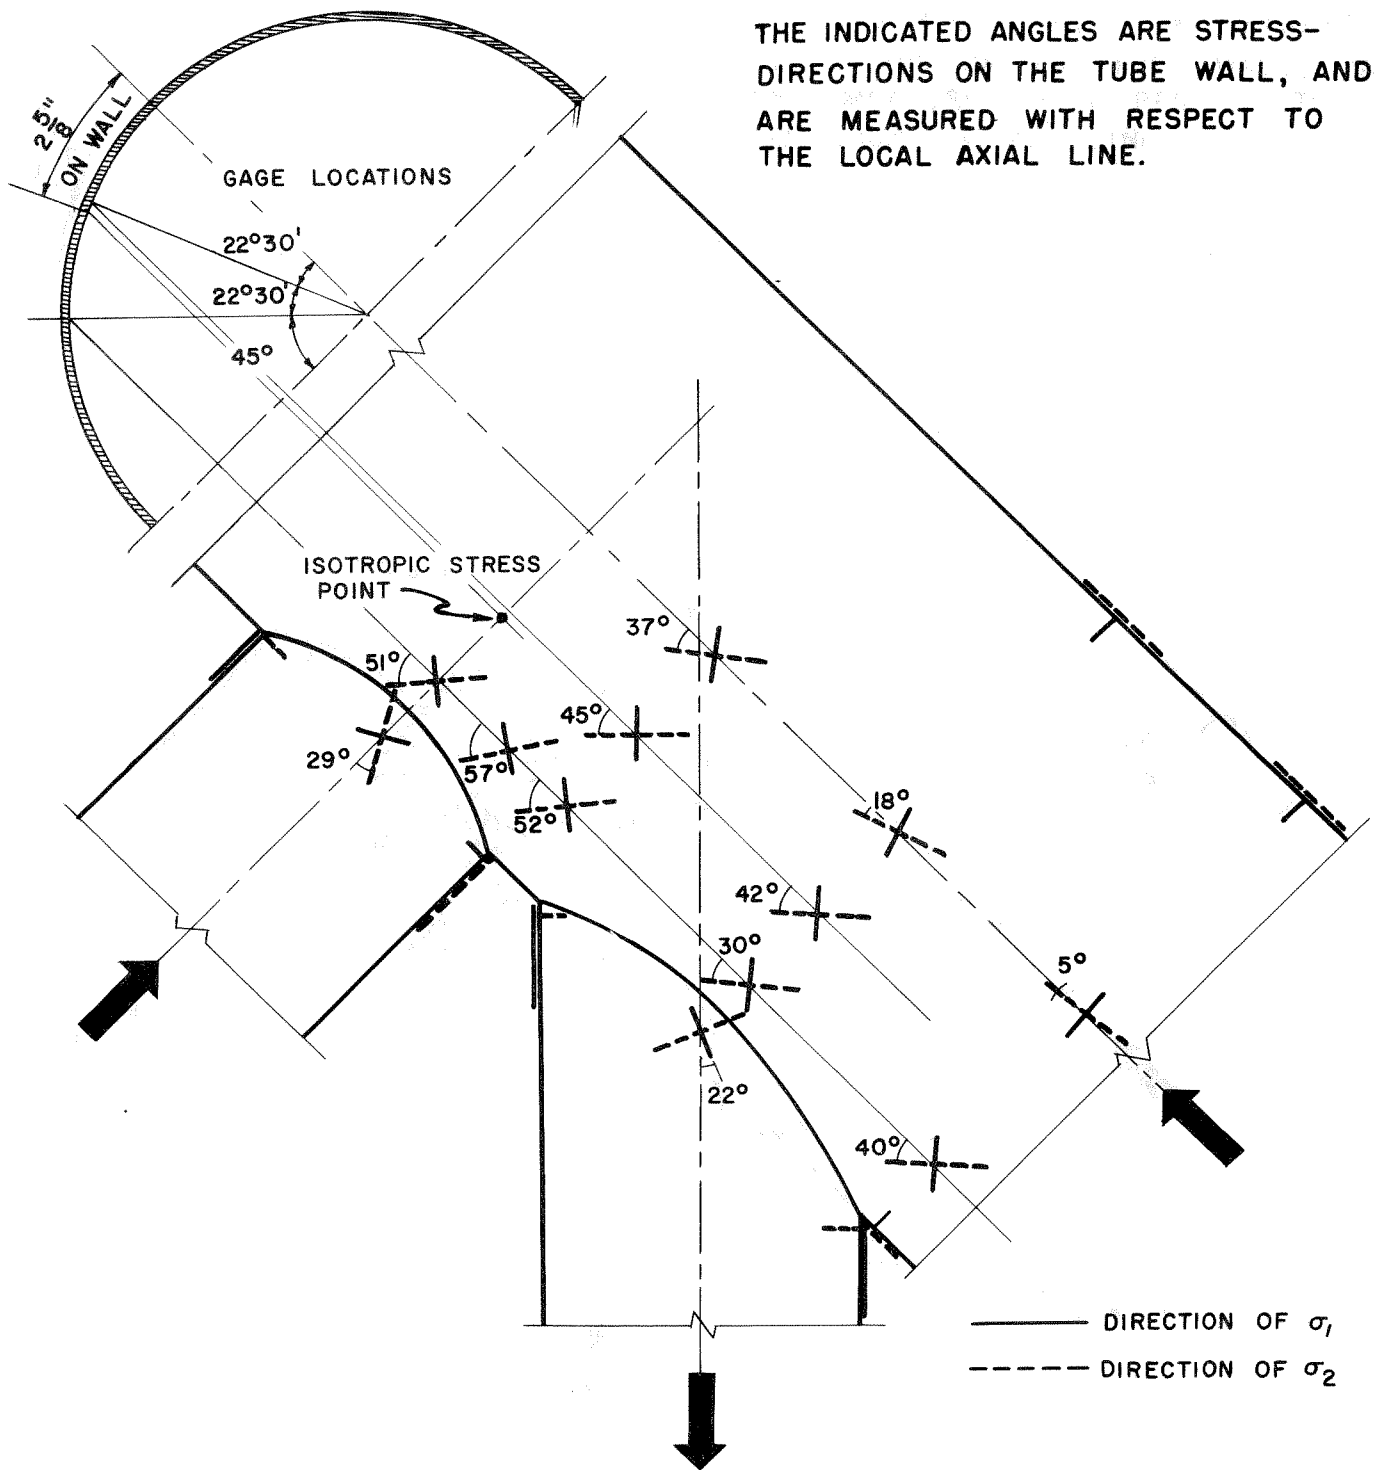 THE INDICATED ANGLES ARE STRESS-
DIRECTIONS ON THE TUBE WALL, AND
ARE MEASURED WITH RESPECT TO
THE LOCAL AXIAL LINE.
2 5/8"
ON WALL
GAGE LOCATIONS
22°30'
22°30'
45°
ISOTROPIC STRESS
POINT
37°
51°
45°
29°
57°
52°
18°
42°
30°
5°
22°
40°
DIRECTION OF σ₁
DIRECTION OF σ₂